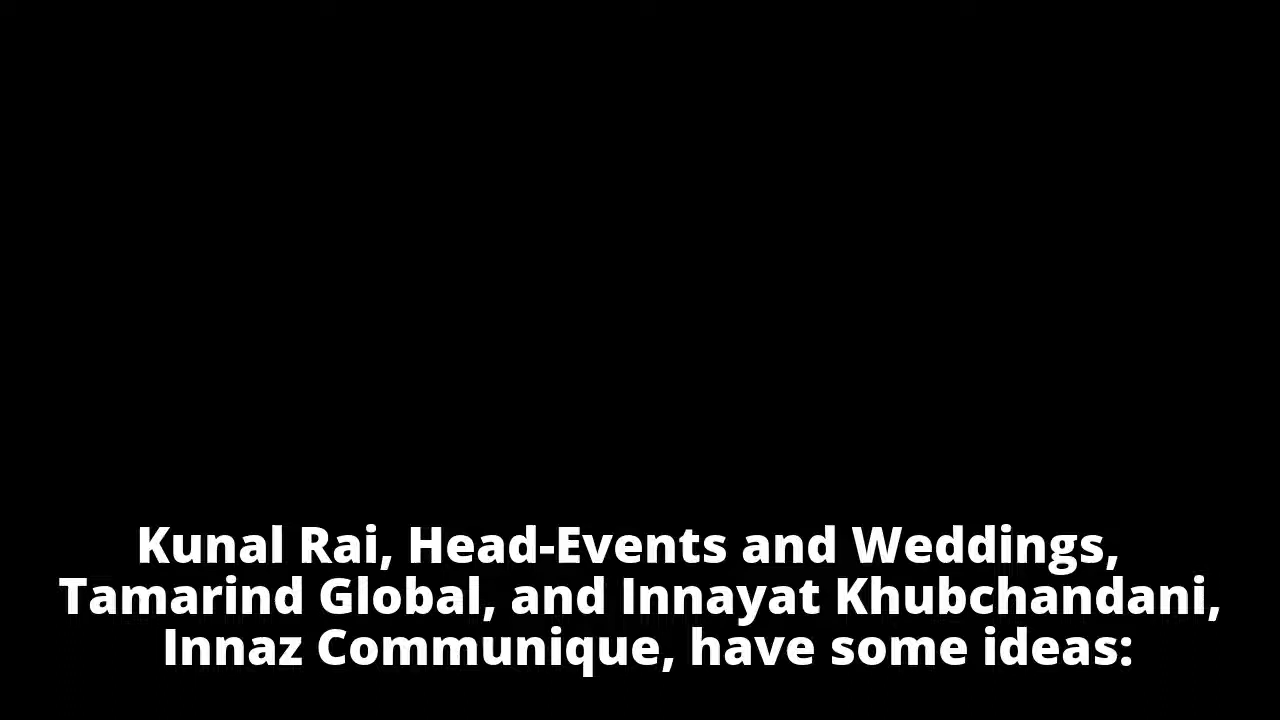 Kunal Rai, Head-Events and Weddings,
Tamarind Global, and Innayat Khubchandani,
Innaz Communique, have some ideas: